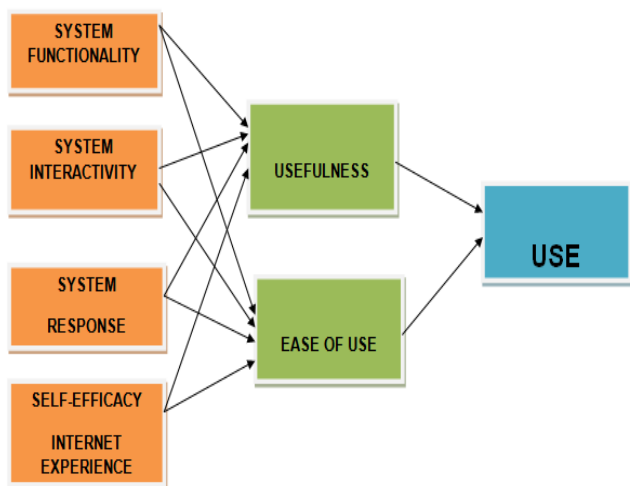 SYSTEM
FUNCTIONALITY
SYSTEM
INTERACTIVITY
SYSTEM
RESPONSE
SELF-EFFICACY
INTERNET
EXPERIENCE
USEFULNESS
EASE OF USE
USE